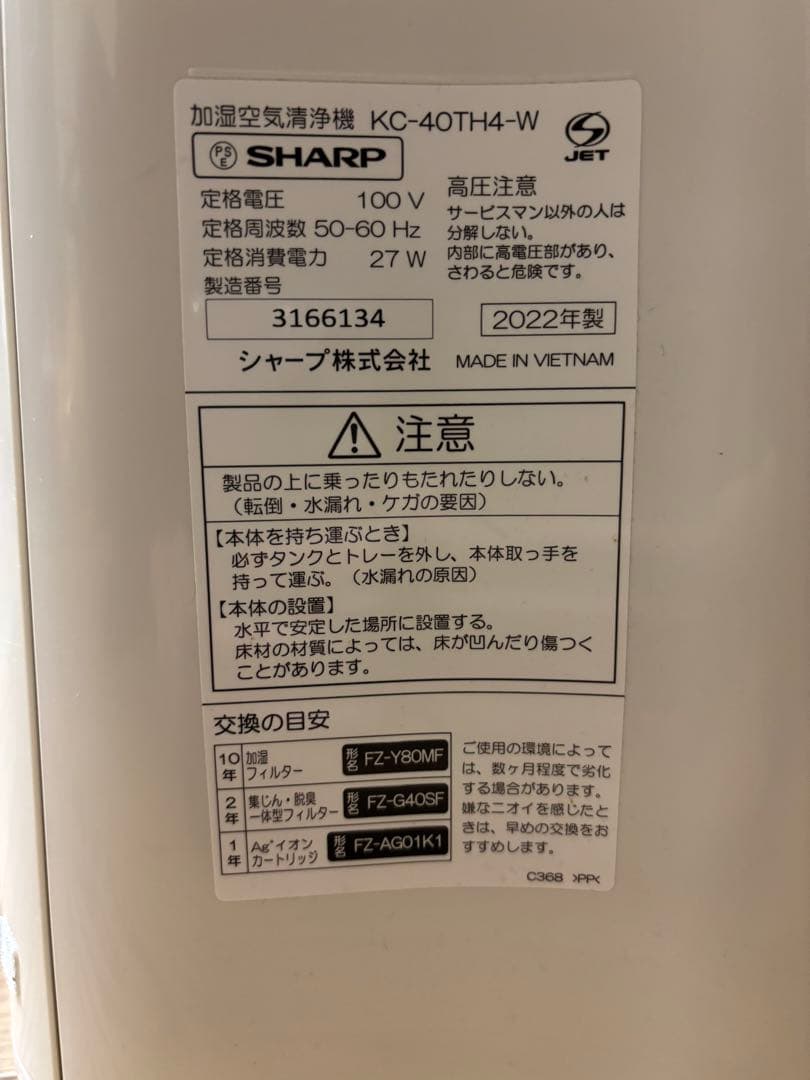 加湿空気清浄機 KC-40TH4-W
PS
E
SHARP
JET
定格電圧 100 V
定格周波数 50-60 Hz
定格消費電力 27 W
製造番号
3166134
高圧注意
サービスマン以外の人は
分解しない。
内部に高電圧部があり、
さわると危険です。
2022年製
シャープ株式会社 MADE IN VIETNAM
注意
製品の上に乗ったりもたれたりしない。
(転倒・水漏れ・ケガの要因)
【本体を持ち運ぶとき】
必ずタンクとトレーを外し、本体取っ手を
持って運ぶ。(水漏れの原因)
【本体の設置】
水平で安定した場所に設置する。
床材の材質によっては、床が凹んだり傷つく
ことがあります。
交換の目安
10年 加湿フィルター 形名 FZ-Y80MF
2年 集じん・脱臭一体型フィルター 形名 FZ-G40SF
1年 Ag⁺イオンカートリッジ 形名 FZ-AG01K1
ご使用の環境によって
は、数ヶ月程度で劣化
する場合があります。
嫌なニオイを感じたと
きは、早めの交換をお
すすめします。
C368 >PP<